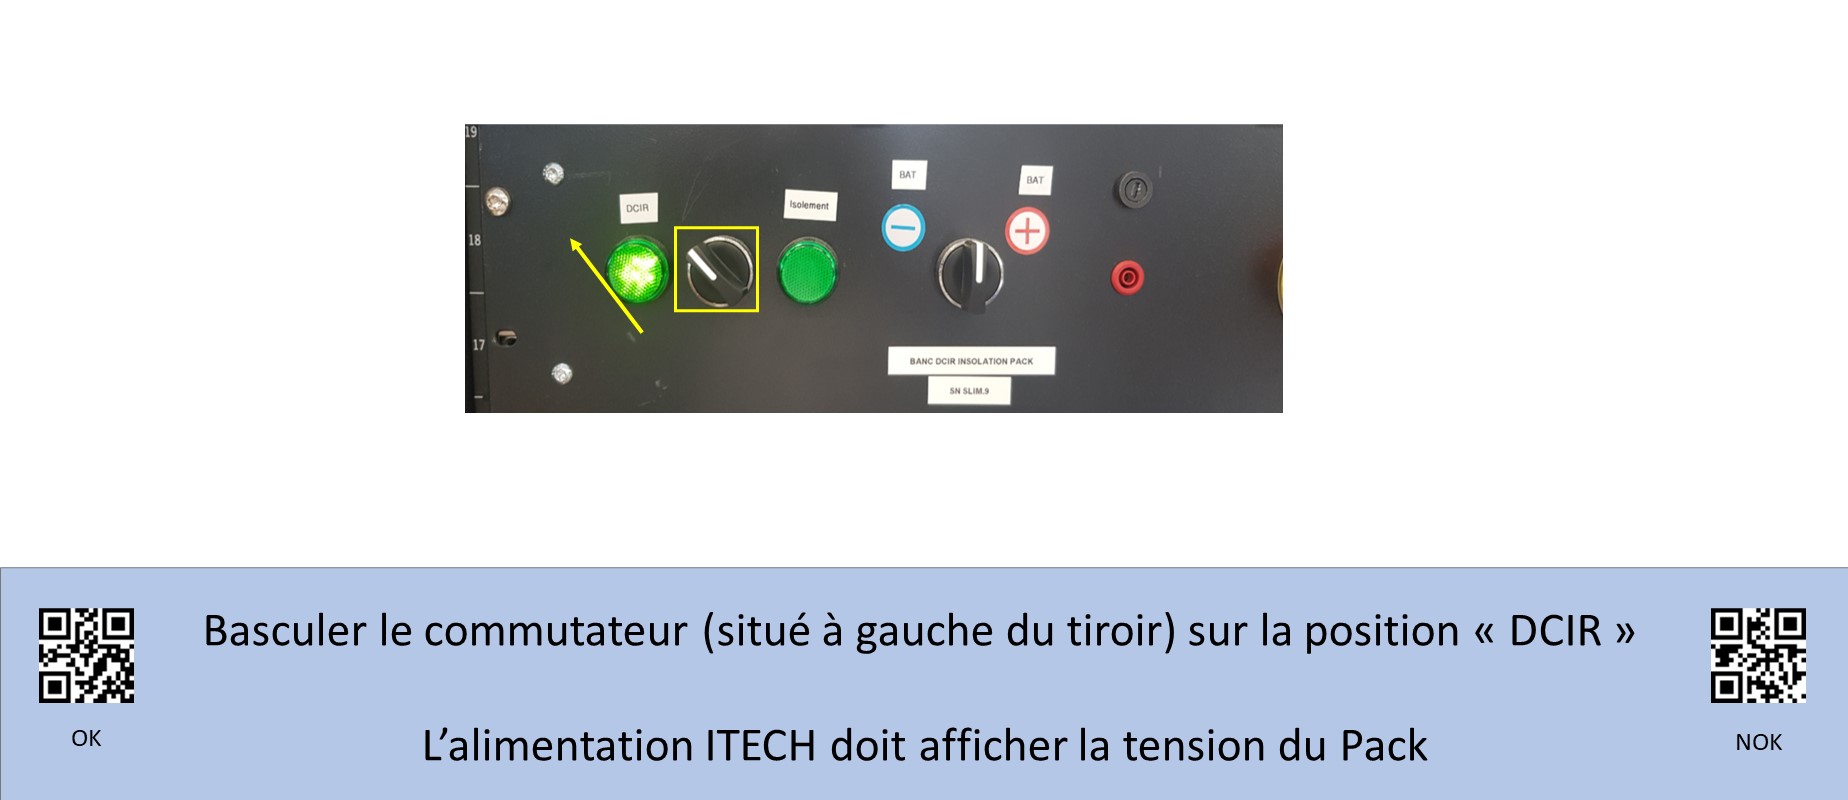 19
18
17
DCIR
Isolement
BAT
BAT
BANC DCIR INSOLATION PACK
SN SLIM.9
Basculer le commutateur (situé à gauche du tiroir) sur la position « DCIR »
L’alimentation ITECH doit afficher la tension du Pack
OK
NOK